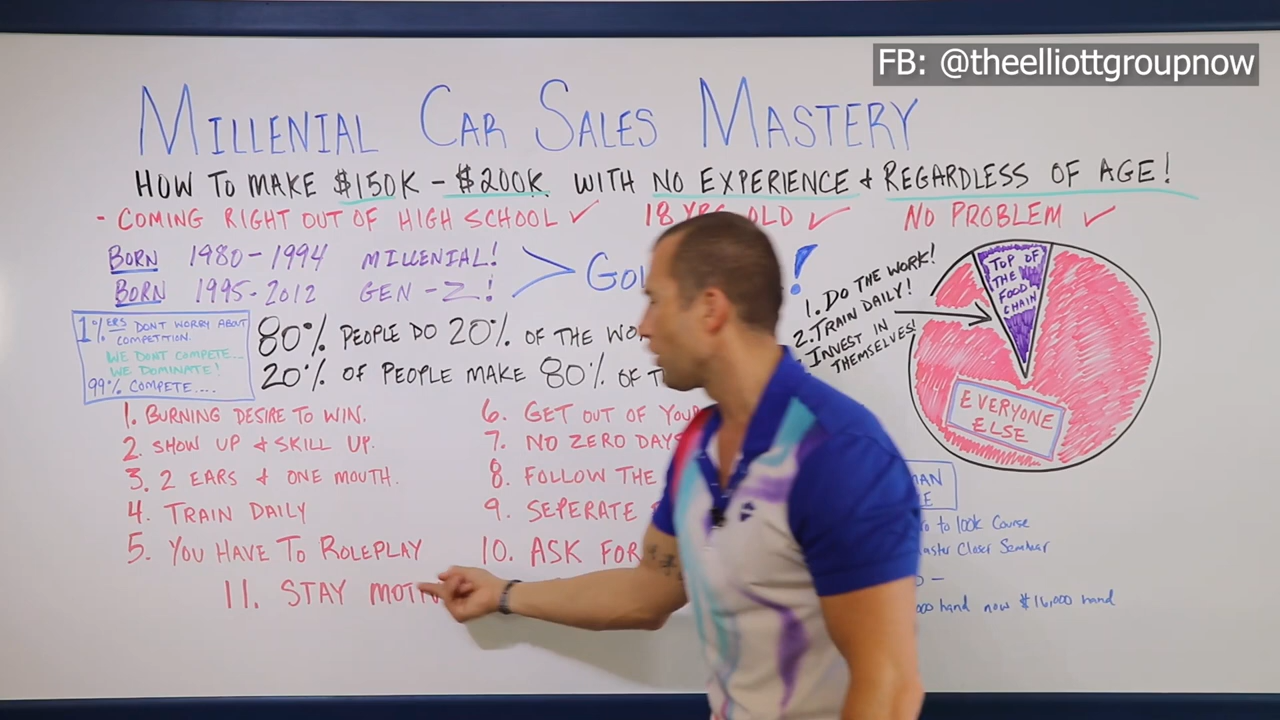 FB: @theelliottgroupnow
MILLENIAL CAR SALES MASTERY
HOW TO MAKE $150K - $200K WITH NO EXPERIENCE & REGARDLESS OF AGE!
- COMING RIGHT OUT OF HIGH SCHOOL ✓ 18 YRS OLD ✓ NO PROBLEM ✓
BORN 1980-1994 MILLENIAL!
BORN 1995-2012 GEN-Z!
!
1%ERS DONT WORRY ABOUT
COMPETITION.
WE DONT COMPETE...
WE DOMINATE!
99% COMPETE....
80% PEOPLE DO 20% OF THE
20% OF PEOPLE MAKE 80% OF
1. DO THE WORK!
2. TRAIN DAILY!
INVEST IN
THEMSELVES!
TOP OF
THE
FOOD
CHAIN
EVERYONE
ELSE
1. BURNING DESIRE TO WIN.
2. SHOW UP & SKILL UP.
3. 2 EARS & ONE MOUTH.
4. TRAIN DAILY
5. YOU HAVE TO ROLEPLAY
6. GET OUT OF YOUR
7. NO ZERO DAYS
8. FOLLOW THE
9. SEPERATE
10. ASK FOR
11. STAY
to 100k Course
Closer Seminar
hand now $16,000 hand